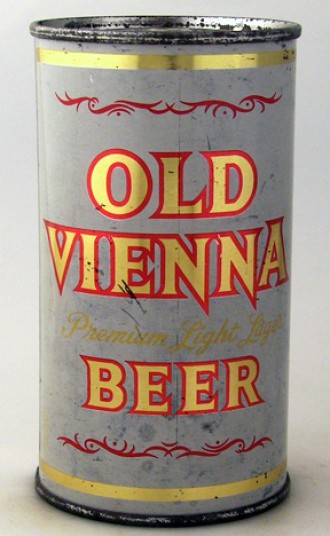 OLD
VIENNA
Premium Light Lager
BEER